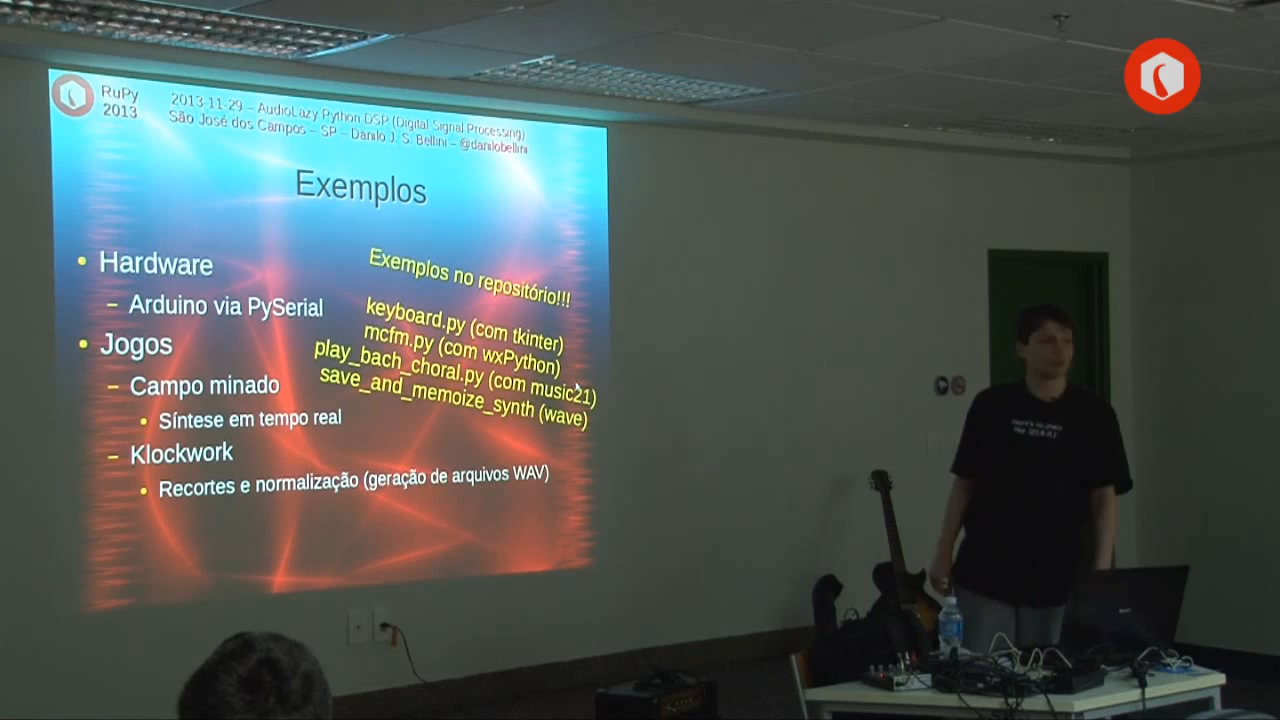 RuPy
2013
2013-11-29 – AudioLazy Python DSP (Digital Signal Processing)
São José dos Campos – SP – Danilo J. S. Bellini – @danilobellini
Exemplos
• Hardware
– Arduino via PySerial
• Jogos
– Campo minado
• Síntese em tempo real
– Klockwork
• Recortes e normalização (geração de arquivos WAV)
Exemplos no repositório!!!
keyboard.py (com tkinter)
mcfm.py (com wxPython)
play_bach_choral.py (com music21)
save_and_memoize_synth (wave)